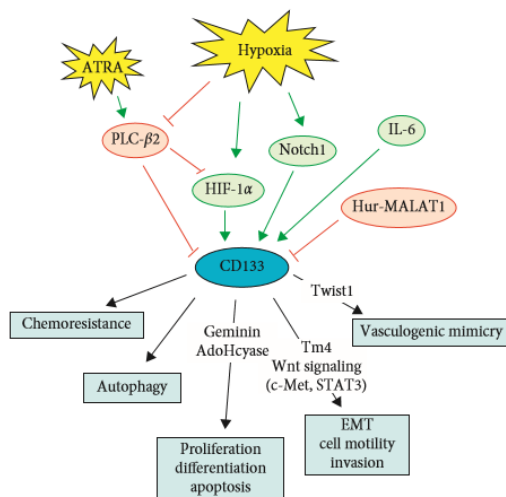 Hypoxia
ATRA
PLC-β2
IL-6
Notch1
HIF-1α
Hur-MALAT1
CD133
Twist1
Chemoresistance
Vasculogenic mimicry
Geminin
AdoHcyase
Tm4
Wnt signaling
(c-Met, STAT3)
Autophagy
EMT
cell motility
invasion
Proliferation
differentiation
apoptosis